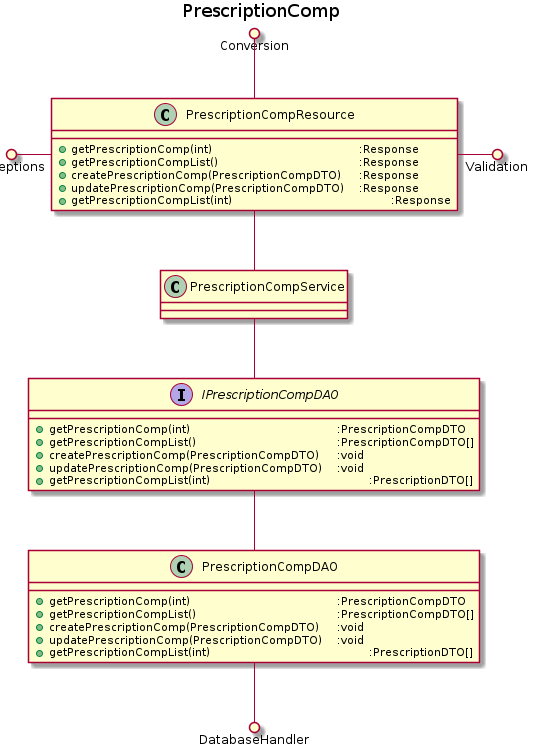 PrescriptionComp
Conversion
C PrescriptionCompResource
getPrescriptionComp(int) :Response
getPrescriptionCompList() :Response
createPrescriptionComp(PrescriptionCompDTO) :Response
updatePrescriptionComp(PrescriptionCompDTO) :Response
getPrescriptionCompList(int) :Response
eptions
Validation
C PrescriptionCompService
I IPrescriptionCompDAO
getPrescriptionComp(int) :PrescriptionCompDTO
getPrescriptionCompList() :PrescriptionCompDTO[]
createPrescriptionComp(PrescriptionCompDTO) :void
updatePrescriptionComp(PrescriptionCompDTO) :void
getPrescriptionCompList(int) :PrescriptionDTO[]
C PrescriptionCompDAO
getPrescriptionComp(int) :PrescriptionCompDTO
getPrescriptionCompList() :PrescriptionCompDTO[]
createPrescriptionComp(PrescriptionCompDTO) :void
updatePrescriptionComp(PrescriptionCompDTO) :void
getPrescriptionCompList(int) :PrescriptionDTO[]
DatabaseHandler